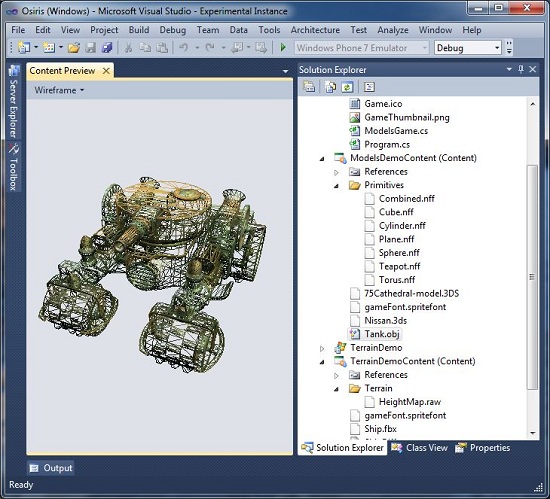 Osiris (Windows) - Microsoft Visual Studio - Experimental Instance
File Edit View Project Build Debug Team Data Tools Test Analyze Window Help
Windows Phone 7 Emulator Debug
Server Explorer
Toolbox
Content Preview
Wireframe
Solution Explorer
Game.ico
GameThumbnail.png
ModelsGame.cs
Program.cs
ModelsDemoContent (Content)
References
Primitives
Combined.nff
Cube.nff
Cylinder.nff
Plane.nff
Sphere.nff
Teapot.nff
Torus.nff
75Cathedral-model.3DS
gameFont.spritefont
Nissan.3ds
Tank.obj
TerrainDemo
TerrainDemoContent (Content)
References
Terrain
HeightMap.raw
gameFont.spritefont
Ship.fbx
Solution Explorer Class View Properties
Output
Ready